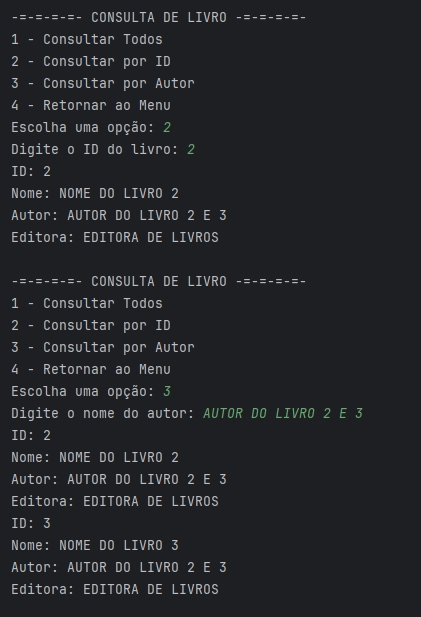 -=-=-=-=- CONSULTA DE LIVRO -=-=-=-=-
1 - Consultar Todos
2 - Consultar por ID
3 - Consultar por Autor
4 - Retornar ao Menu
Escolha uma opção: 2
Digite o ID do livro: 2
ID: 2
Nome: NOME DO LIVRO 2
Autor: AUTOR DO LIVRO 2 E 3
Editora: EDITORA DE LIVROS

-=-=-=-=- CONSULTA DE LIVRO -=-=-=-=-
1 - Consultar Todos
2 - Consultar por ID
3 - Consultar por Autor
4 - Retornar ao Menu
Escolha uma opção: 3
Digite o nome do autor: AUTOR DO LIVRO 2 E 3
ID: 2
Nome: NOME DO LIVRO 2
Autor: AUTOR DO LIVRO 2 E 3
Editora: EDITORA DE LIVROS
ID: 3
Nome: NOME DO LIVRO 3
Autor: AUTOR DO LIVRO 2 E 3
Editora: EDITORA DE LIVROS